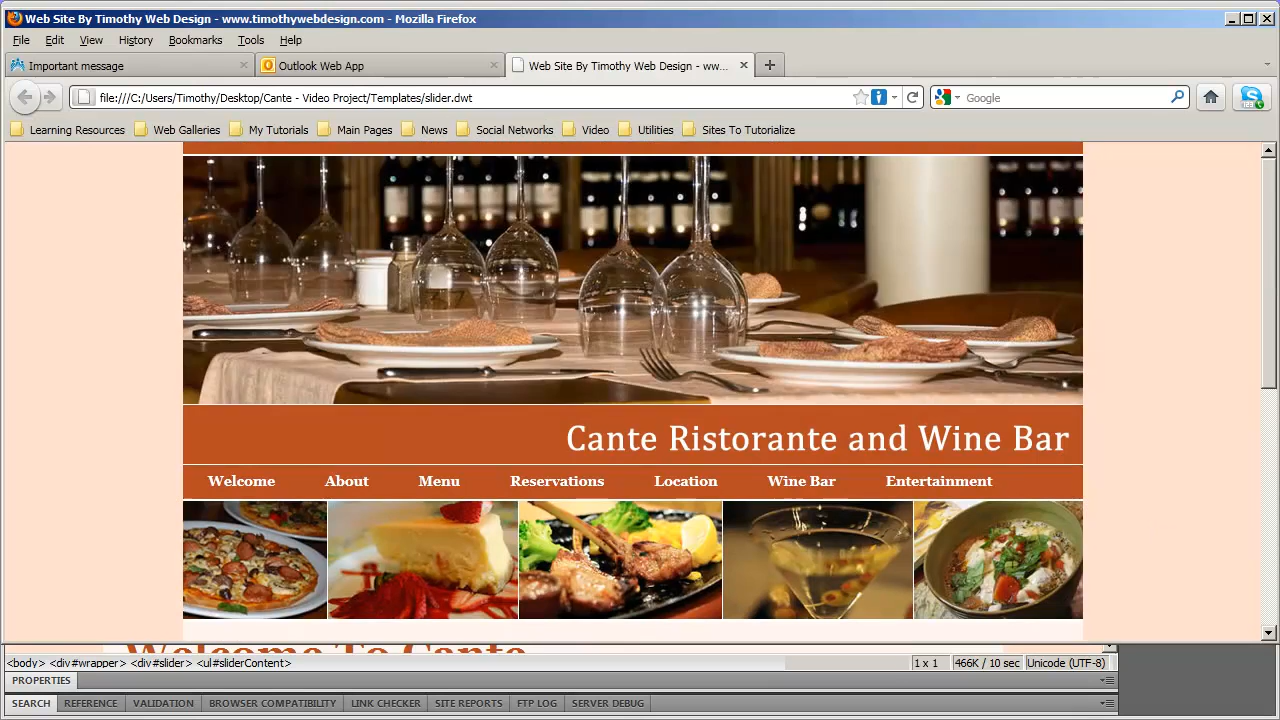 Web Site By Timothy Web Design - www.timothywebdesign.com - Mozilla Firefox
File Edit View History Bookmarks Tools Help
Important message
Outlook Web App
Web Site By Timothy Web Design - ww...
file:///C:/Users/Timothy/Desktop/Cante - Video Project/Templates/slider.dwt
Google
Learning Resources Web Galleries My Tutorials Main Pages News Social Networks Video Utilities Sites To Tutorialize
Cante Ristorante and Wine Bar
Welcome About Menu Reservations Location Wine Bar Entertainment
Welcome To Cante
<body> <div#wrapper> <div#slider> <ul#sliderContent>
1 x 1 466K / 10 sec Unicode (UTF-8)
PROPERTIES
SEARCH REFERENCE VALIDATION BROWSER COMPATIBILITY LINK CHECKER SITE REPORTS FTP LOG SERVER DEBUG